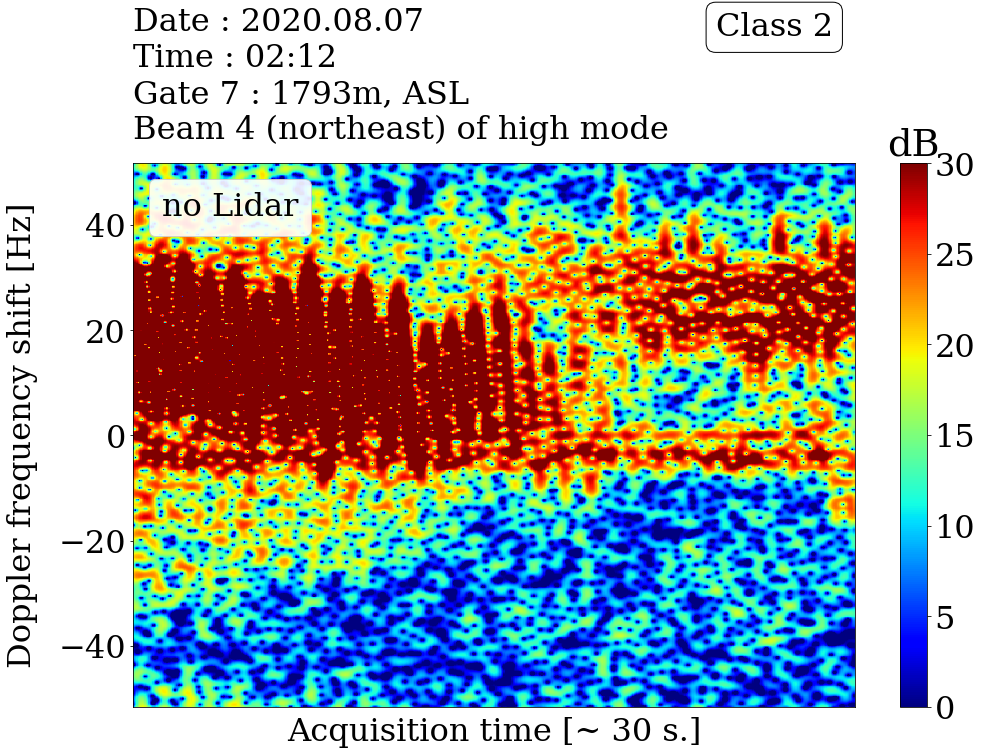 Date : 2020.08.07
Time : 02:12
Gate 7 : 1793m, ASL
Beam 4 (northeast) of high mode
Class 2
dB
no Lidar
Doppler frequency shift [Hz]
40
20
0
−20
−40
30
25
20
15
10
5
0
Acquisition time [~ 30 s.]